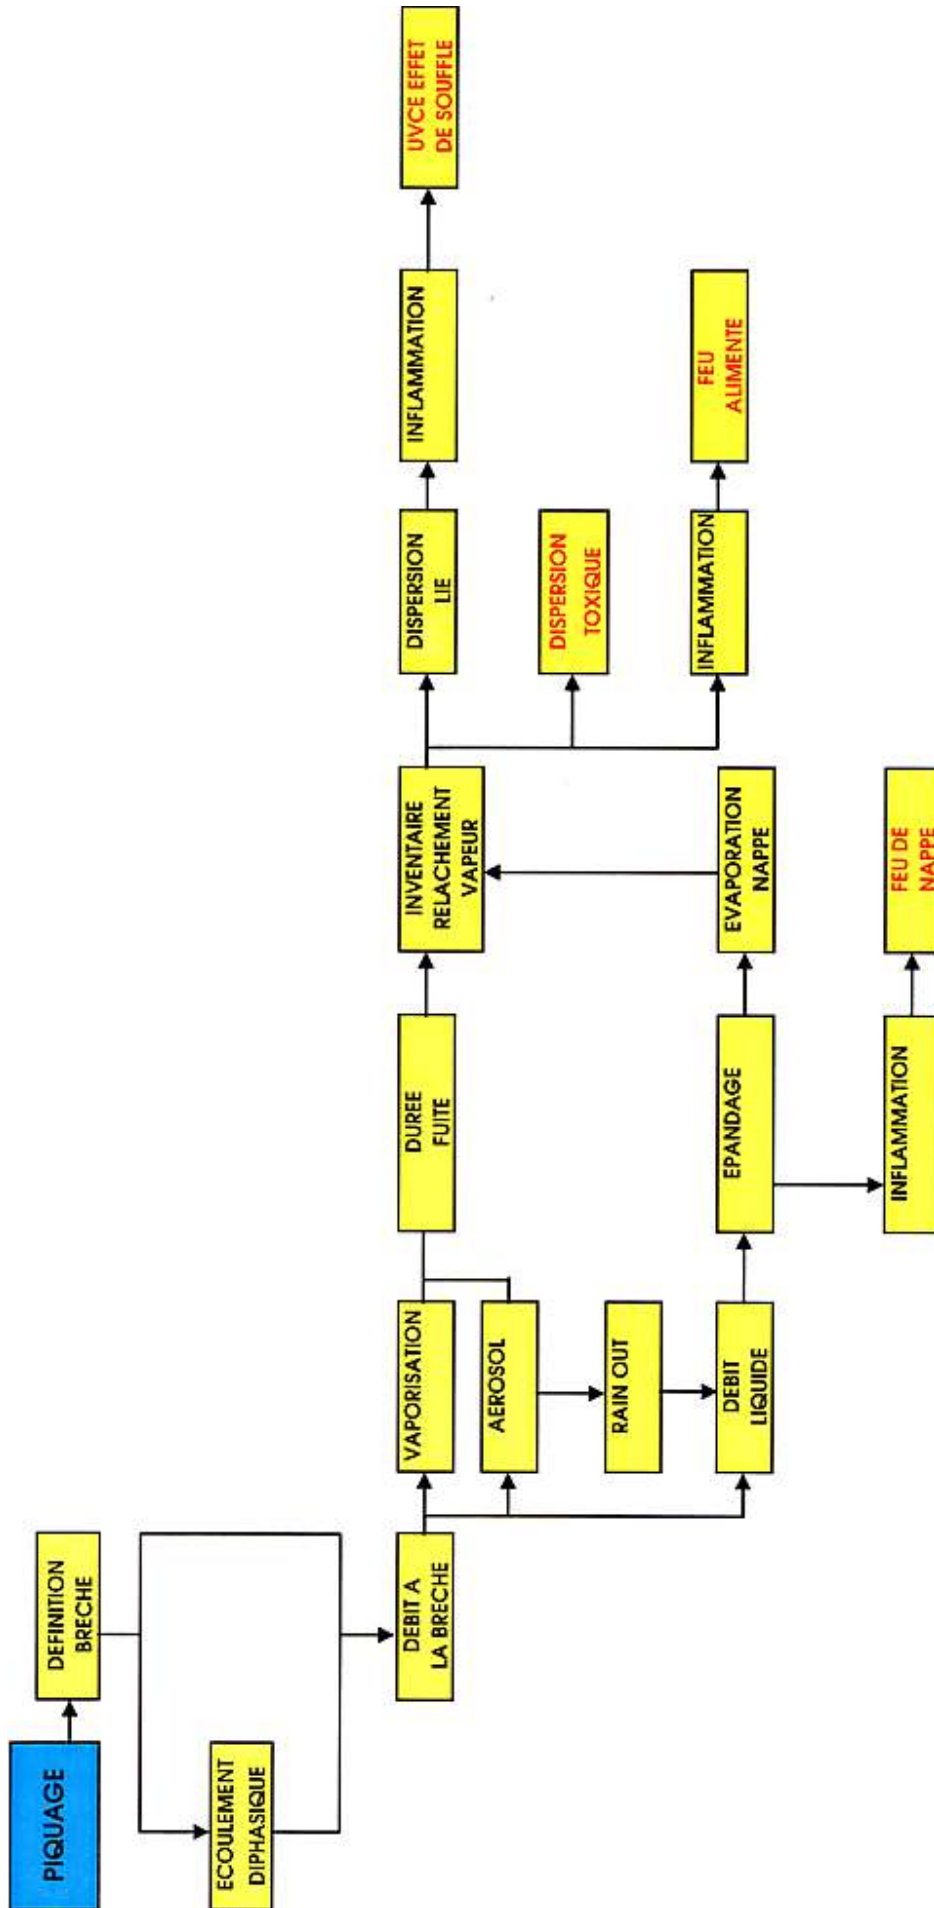 PIQUAGE
DEFINITION
BRECHE
ECOULEMENT
DIPHASIQUE
DEBIT A
LA BRECHE
VAPORISATION
AEROSOL
RAIN OUT
DEBIT
LIQUIDE
DUREE
FUITE
EPANDAGE
INFLAMMATION
INVENTAIRE
RELACHEMENT
VAPEUR
EVAPORATION
NAPPE
FEU DE
NAPPE
DISPERSION
LIE
DISPERSION
TOXIQUE
INFLAMMATION
INFLAMMATION
FEU
ALIMENTE
UVCE EFFET
DE SOUFFLE